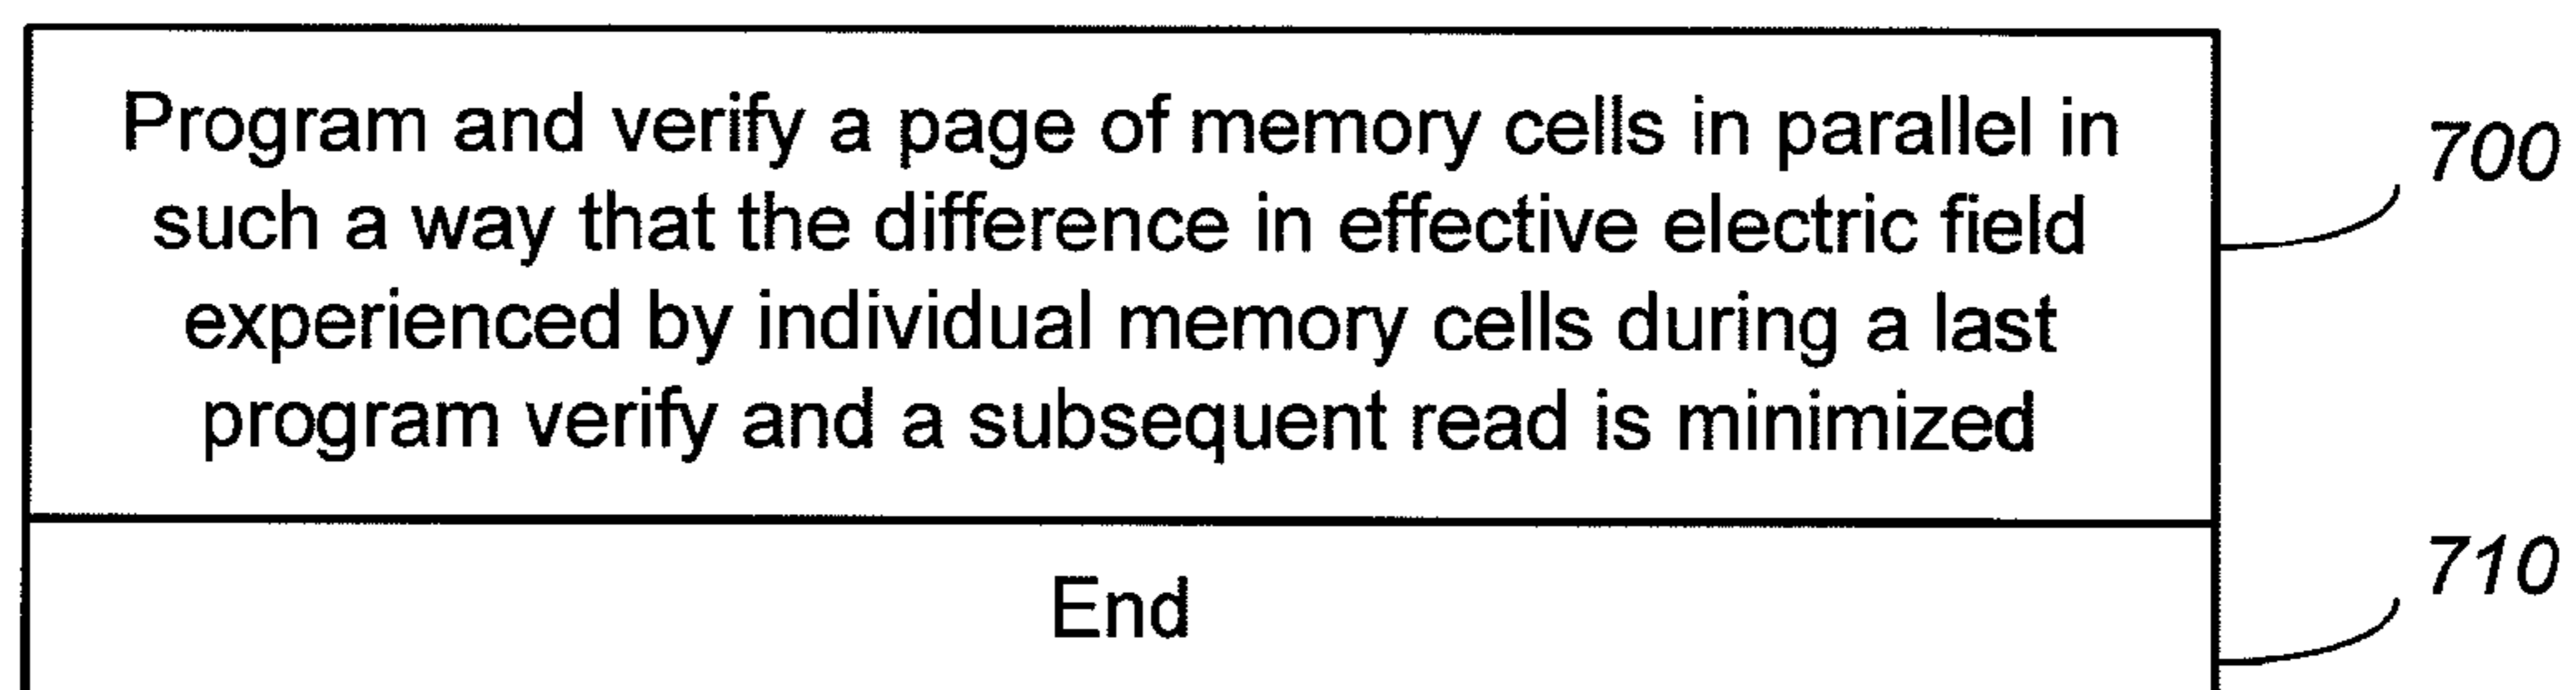 Program and verify a page of memory cells in parallel in
such a way that the difference in effective electric field
experienced by individual memory cells during a last
program verify and a subsequent read is minimized
700
End
710